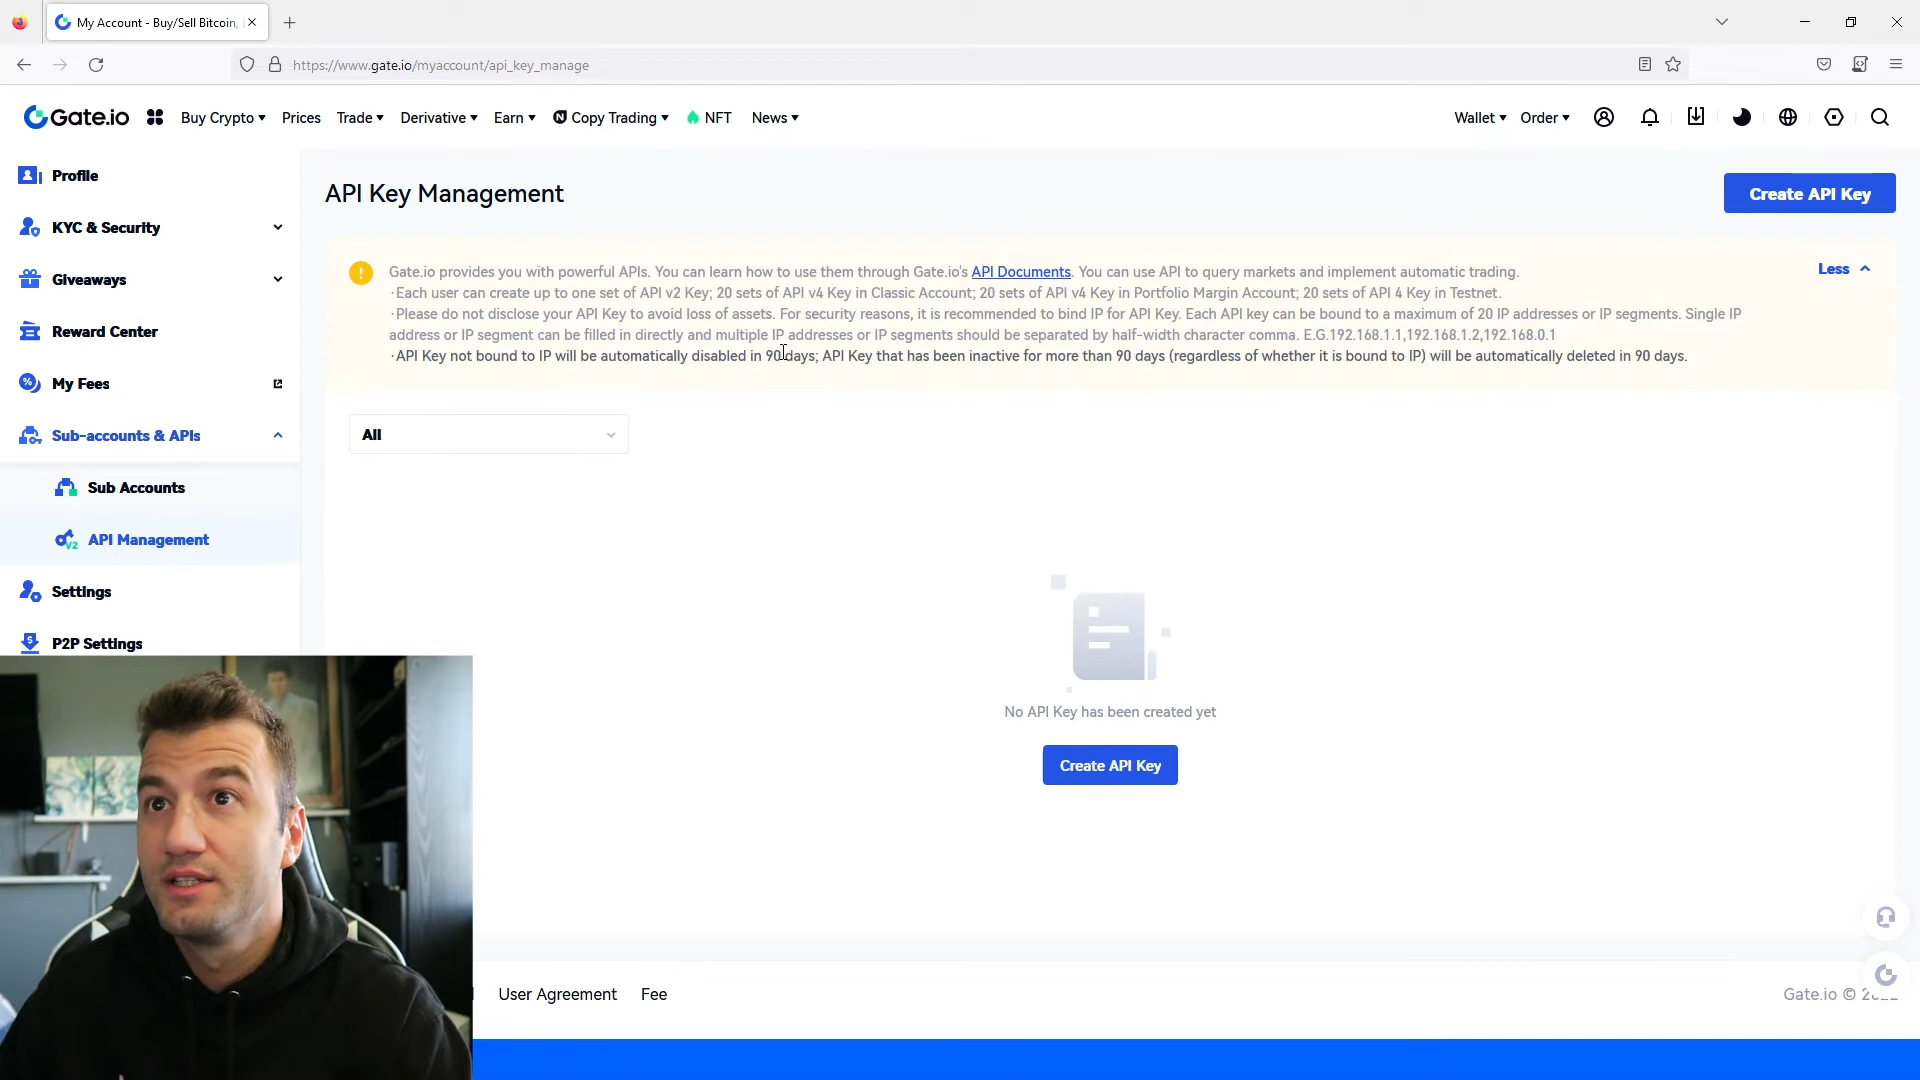 My Account - Buy/Sell Bitcoin,
https://www.gate.io/myaccount/api_key_manage
Gate.io Buy Crypto Prices Trade Derivative Earn Copy Trading NFT News Wallet Order
Profile
KYC & Security
Giveaways
Reward Center
My Fees
Sub-accounts & APIs
Sub Accounts
V2 API Management
Settings
P2P Settings
API Key Management
Create API Key
Gate.io provides you with powerful APIs. You can learn how to use them through Gate.io's API Documents. You can use API to query markets and implement automatic trading.
Less
·Each user can create up to one set of API v2 Key; 20 sets of API v4 Key in Classic Account; 20 sets of API v4 Key in Portfolio Margin Account; 20 sets of API 4 Key in Testnet.
·Please do not disclose your API Key to avoid loss of assets. For security reasons, it is recommended to bind IP for API Key. Each API key can be bound to a maximum of 20 IP addresses or IP segments. Single IP
address or IP segment can be filled in directly and multiple IP addresses or IP segments should be separated by half-width character comma. E.G.192.168.1.1,192.168.1.2,192.168.0.1
·API Key not bound to IP will be automatically disabled in 90 days; API Key that has been inactive for more than 90 days (regardless of whether it is bound to IP) will be automatically deleted in 90 days.
All
No API Key has been created yet
Create API Key
User Agreement Fee
Gate.io ©